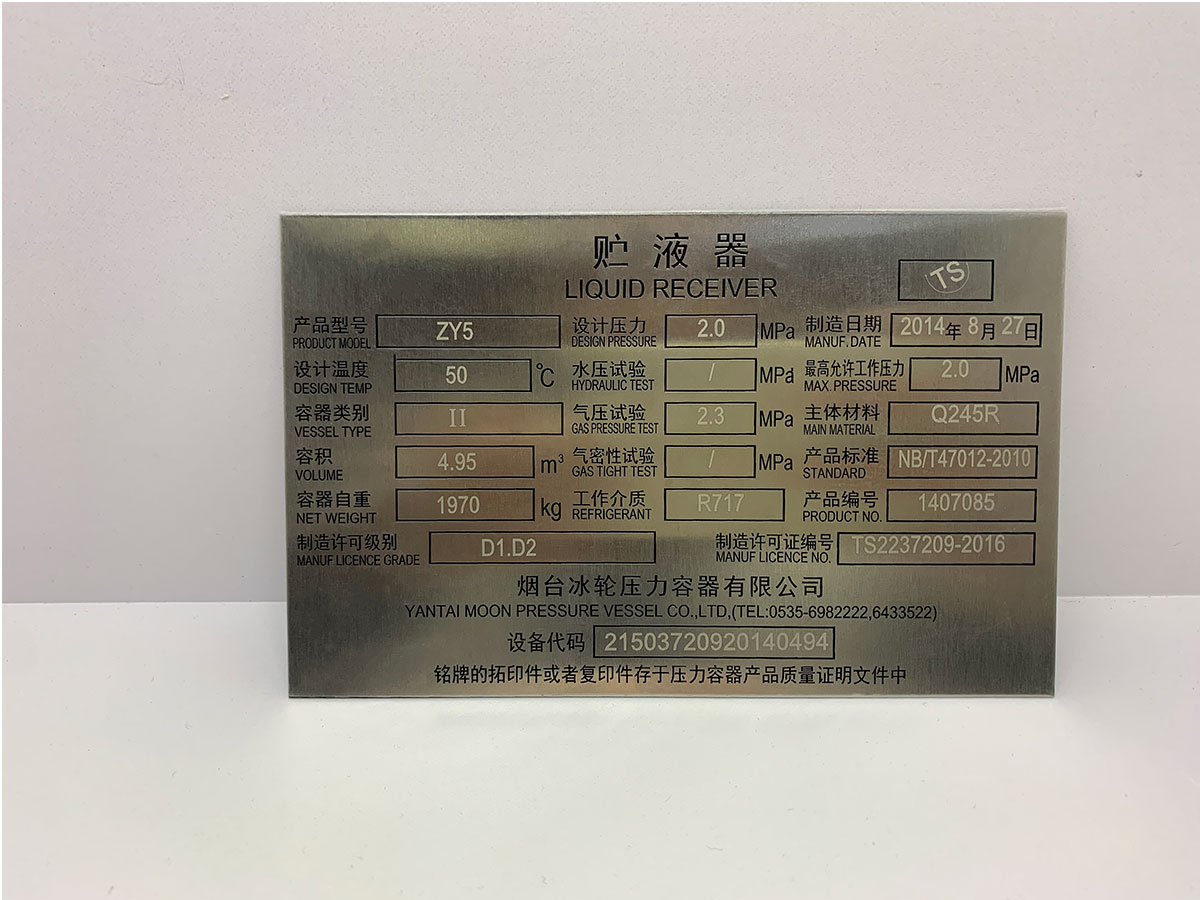 贮液器
LIQUID RECEIVER
TS
产品型号 ZY5 设计压力 2.0 MPa 制造日期 2014年8月27日
PRODUCT MODEL DESIGN PRESSURE MANUF. DATE
设计温度 50 ℃ 水压试验 / MPa 最高允许工作压力 2.0 MPa
DESIGN TEMP HYDRAULIC TEST MAX. PRESSURE
容器类别 II 气压试验 2.3 MPa 主体材料 Q245R
VESSEL TYPE GAS PRESSURE TEST MAIN MATERIAL
容积 4.95 m³ 气密性试验 / MPa 产品标准 NB/T47012-2010
VOLUME GAS TIGHT TEST STANDARD
容器自重 1970 kg 工作介质 R717 产品编号 1407085
NET WEIGHT REFRIGERANT PRODUCT NO.
制造许可级别 D1.D2 制造许可证编号 TS2237209-2016
MANUF LICENCE GRADE MANUF LICENCE NO.
烟台冰轮压力容器有限公司
YANTAI MOON PRESSURE VESSEL CO.,LTD,(TEL:0535-6982222,6433522)
设备代码 21503720920140494
铭牌的拓印件或者复印件存于压力容器产品质量证明文件中